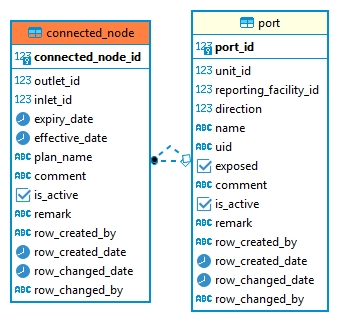 connected_node
123 connected_node_id
123 outlet_id
123 inlet_id
expiry_date
effective_date
ABC plan_name
ABC comment
is_active
ABC remark
ABC row_created_by
row_created_date
row_changed_date
ABC row_changed_by
port
123 port_id
123 unit_id
123 reporting_facility_id
123 direction
ABC name
ABC uid
exposed
ABC comment
is_active
ABC remark
ABC row_created_by
row_created_date
row_changed_date
ABC row_changed_by